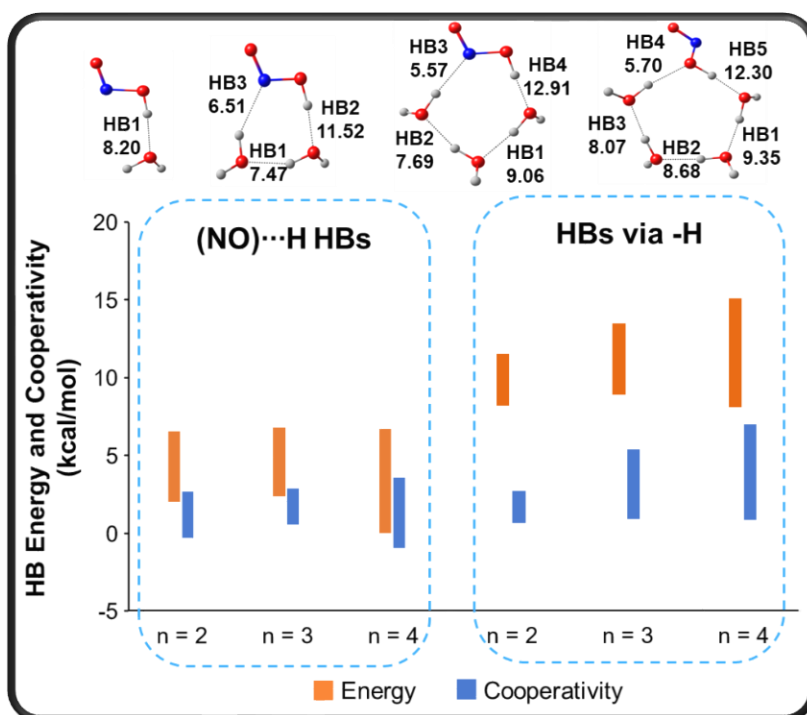 HB1
8.20
HB3
6.51
HB2
11.52
HB1
7.47
HB3
5.57
HB4
12.91
HB2
7.69
HB1
9.06
HB4
5.70
HB5
12.30
HB3
8.07
HB2
8.68
HB1
9.35
(NO)···H HBs
HBs via -H
HB Energy and Cooperativity
(kcal/mol)
20
15
10
5
0
-5
n = 2
n = 3
n = 4
n = 2
n = 3
n = 4
Energy
Cooperativity